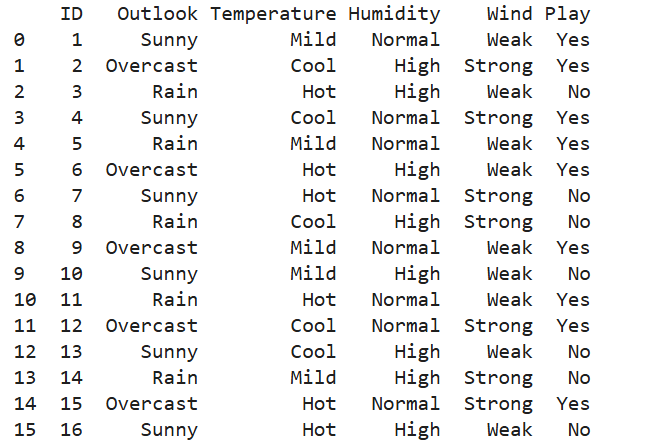 ID Outlook Temperature Humidity Wind Play
0 1 Sunny Mild Normal Weak Yes
1 2 Overcast Cool High Strong Yes
2 3 Rain Hot High Weak No
3 4 Sunny Cool Normal Strong Yes
4 5 Rain Mild Normal Weak Yes
5 6 Overcast Hot High Weak Yes
6 7 Sunny Hot Normal Strong No
7 8 Rain Cool High Strong No
8 9 Overcast Mild Normal Weak Yes
9 10 Sunny Mild High Weak No
10 11 Rain Hot Normal Weak Yes
11 12 Overcast Cool Normal Strong Yes
12 13 Sunny Cool High Weak No
13 14 Rain Mild High Strong No
14 15 Overcast Hot Normal Strong Yes
15 16 Sunny Hot High Weak No